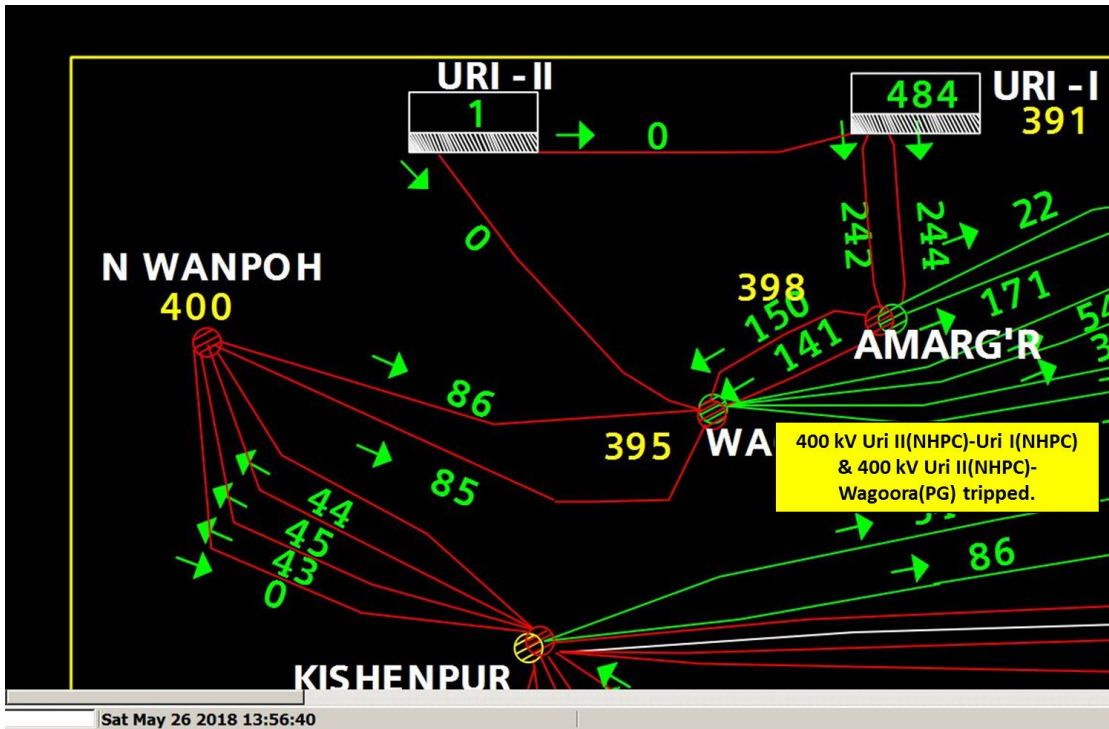 URI - II
URI - I
1
484
391
0
0
242
244
22
N WANPOH
400
398
150
141
171
54
AMARG'R
86
395
WA
400 kV Uri II(NHPC)-Uri I(NHPC)
& 400 kV Uri II(NHPC)-
Wagoora(PG) tripped.
85
44
45
43
0
86
KISHENPUR
Sat May 26 2018 13:56:40